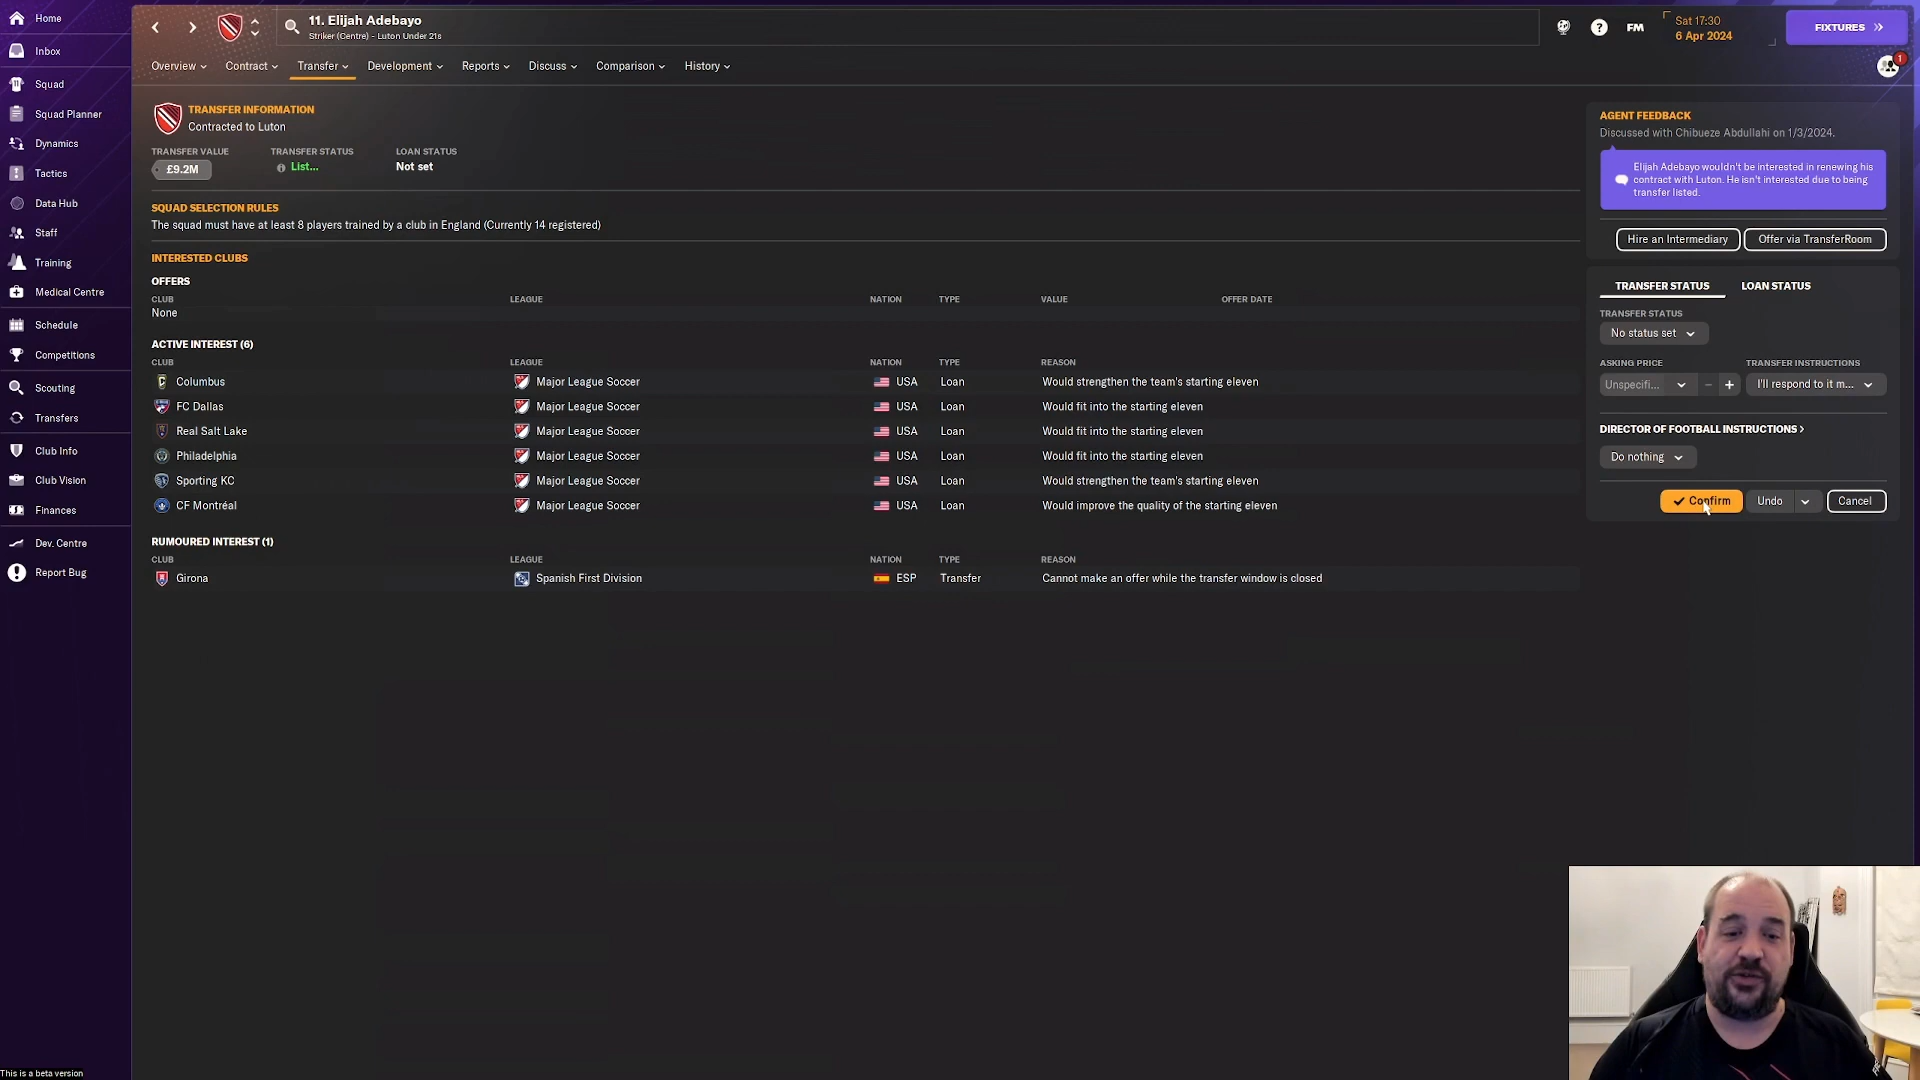 Home
Inbox
Squad
Squad Planner
Dynamics
Tactics
Data Hub
Staff
Training
Medical Centre
Schedule
Competitions
Scouting
Transfers
Club Info
Club Vision
Finances
Dev. Centre
Report Bug
This is a beta version
11. Elijah Adebayo
Striker (Centre) - Luton Under 21s
FM
Sat 17:30
6 Apr 2024
FIXTURES
1
Overview Contract Transfer Development Reports Discuss Comparison History
TRANSFER INFORMATION
Contracted to Luton
TRANSFER VALUE TRANSFER STATUS LOAN STATUS
£9.2M List... Not set
SQUAD SELECTION RULES
The squad must have at least 8 players trained by a club in England (Currently 14 registered)
INTERESTED CLUBS
OFFERS
CLUB LEAGUE NATION TYPE VALUE OFFER DATE
None
ACTIVE INTEREST (6)
CLUB LEAGUE NATION TYPE REASON
Columbus Major League Soccer USA Loan Would strengthen the team's starting eleven
FC Dallas Major League Soccer USA Loan Would fit into the starting eleven
Real Salt Lake Major League Soccer USA Loan Would fit into the starting eleven
Philadelphia Major League Soccer USA Loan Would fit into the starting eleven
Sporting KC Major League Soccer USA Loan Would strengthen the team's starting eleven
CF Montréal Major League Soccer USA Loan Would improve the quality of the starting eleven
RUMOURED INTEREST (1)
CLUB LEAGUE NATION TYPE REASON
Girona Spanish First Division ESP Transfer Cannot make an offer while the transfer window is closed
AGENT FEEDBACK
Discussed with Chibueze Abdullahi on 1/3/2024.
Elijah Adebayo wouldn't be interested in renewing his
contract with Luton. He isn't interested due to being
transfer listed.
Hire an Intermediary Offer via TransferRoom
TRANSFER STATUS LOAN STATUS
TRANSFER STATUS
No status set
ASKING PRICE TRANSFER INSTRUCTIONS
Unspecifi... − + I'll respond to it m...
DIRECTOR OF FOOTBALL INSTRUCTIONS >
Do nothing
Confirm Undo Cancel